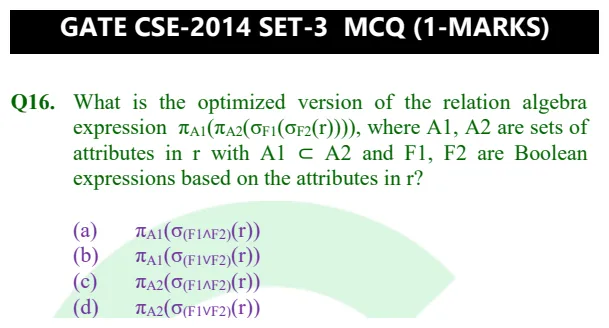 GATE CSE-2014 SET-3 MCQ (1-MARKS)
Q16. What is the optimized version of the relation algebra
expression πA1(πA2(σF1(σF2(r)))), where A1, A2 are sets of
attributes in r with A1 ⊂ A2 and F1, F2 are Boolean
expressions based on the attributes in r?
(a) πA1(σ(F1∧F2)(r))
(b) πA1(σ(F1∨F2)(r))
(c) πA2(σ(F1∧F2)(r))
(d) πA2(σ(F1∨F2)(r))